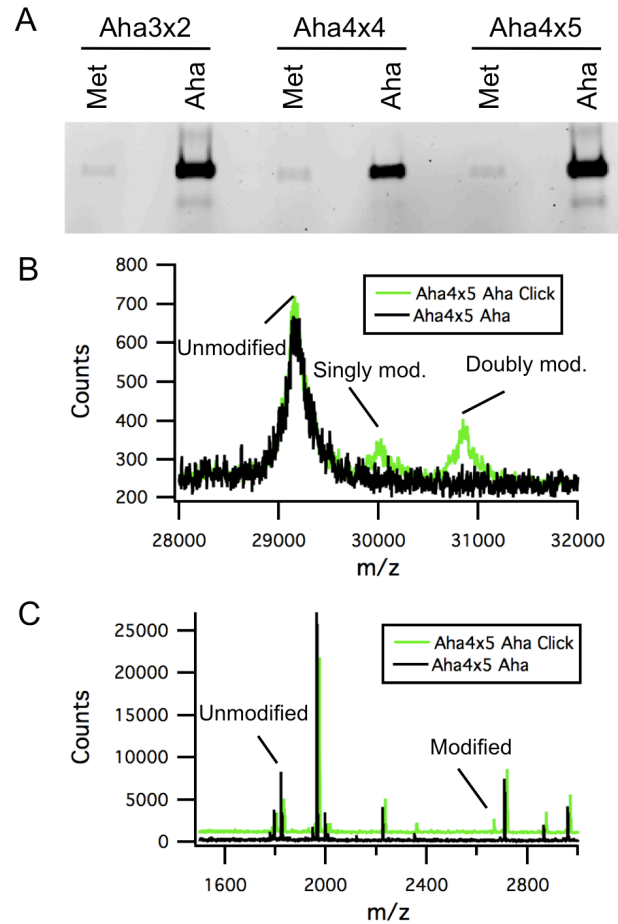 A
Aha3x2 Aha4x4 Aha4x5
Met Aha Met Aha Met Aha
B
800
700
600
500
400
300
200
Counts
Aha4x5 Aha Click
Aha4x5 Aha
Unmodified
Singly mod.
Doubly mod.
28000 29000 30000 31000 32000
m/z
C
25000
20000
15000
10000
5000
0
Counts
Aha4x5 Aha Click
Aha4x5 Aha
Unmodified
Modified
1600 2000 2400 2800
m/z